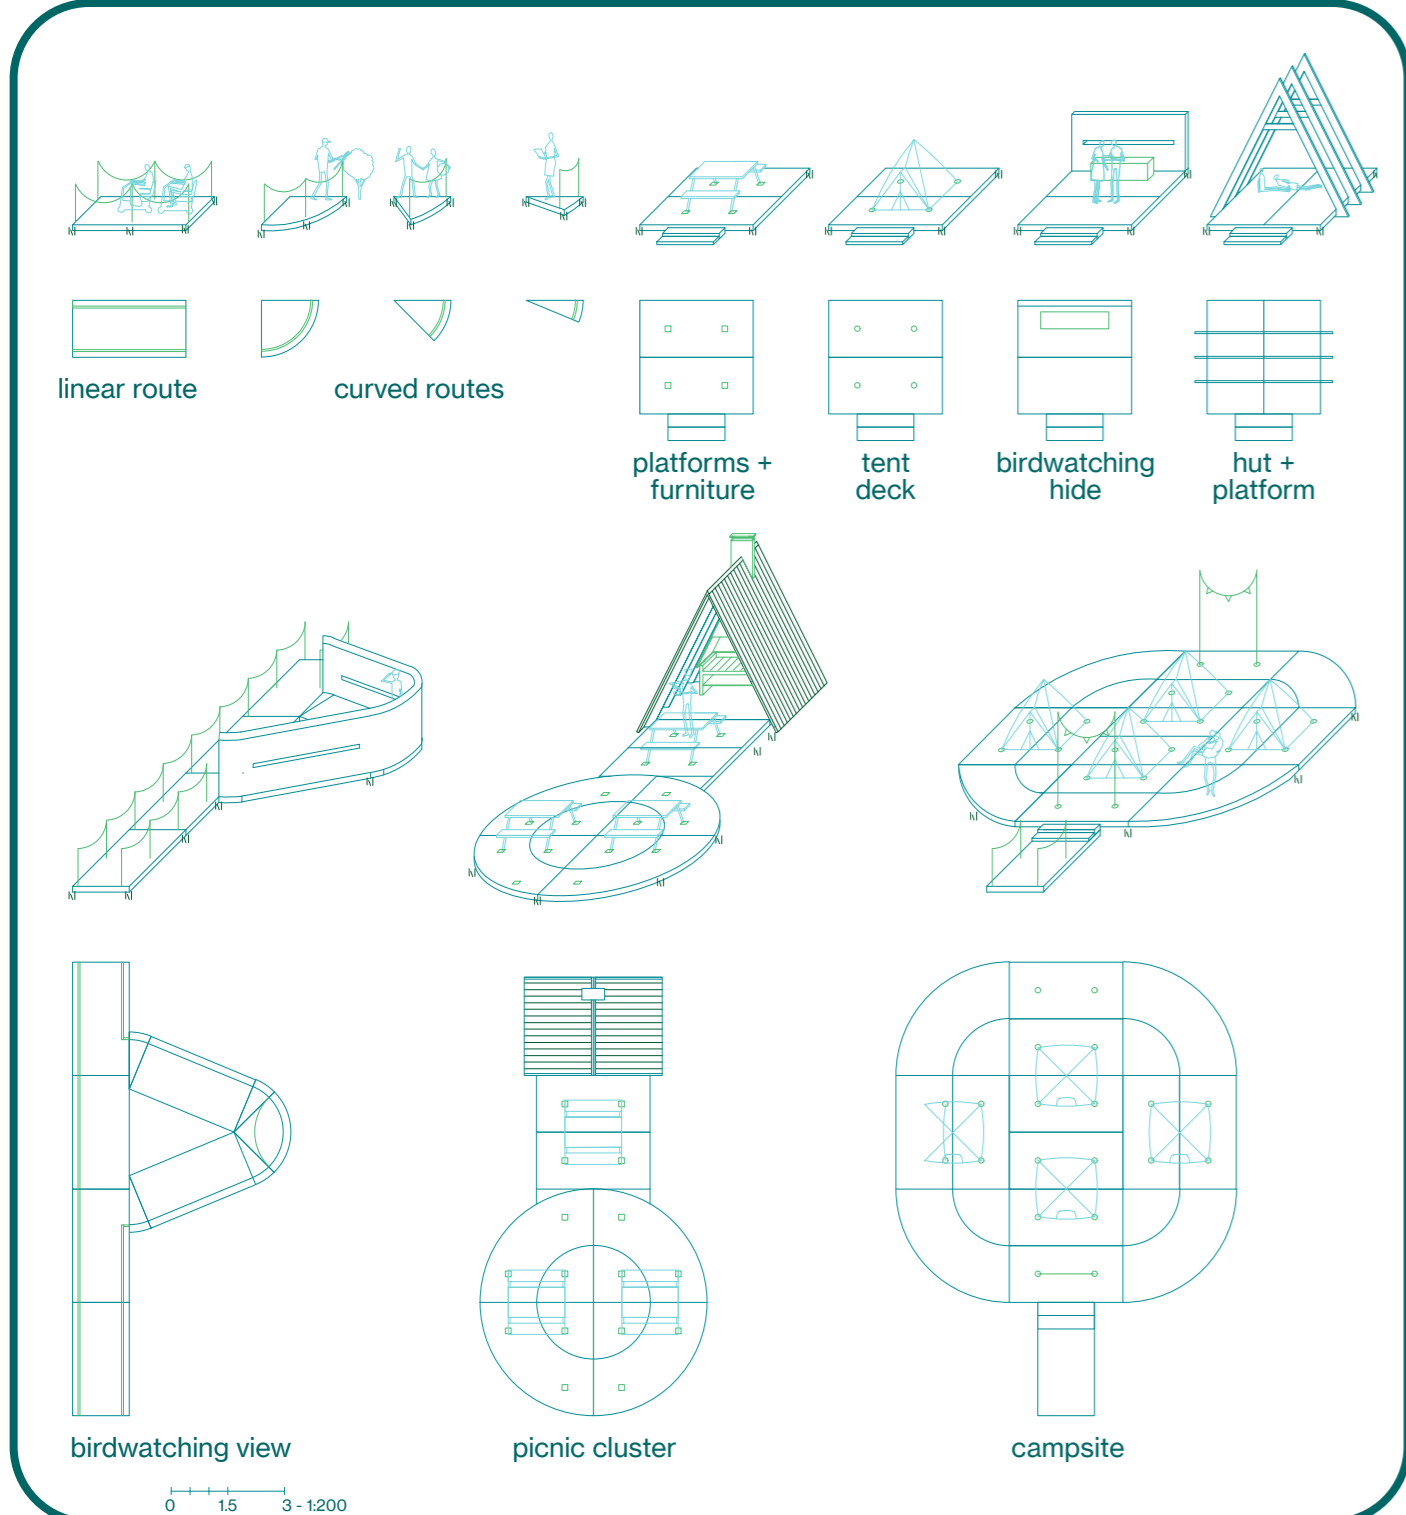 linear route
curved routes
platforms +
furniture
tent
deck
birdwatching
hide
hut +
platform
birdwatching view
picnic cluster
campsite
0 1.5 3 - 1:200